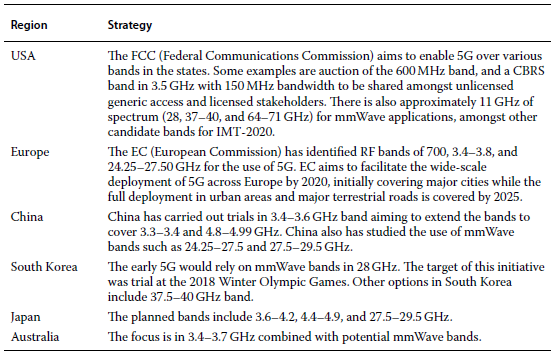 Region Strategy
USA The FCC (Federal Communications Commission) aims to enable 5G over various
bands in the states. Some examples are auction of the 600 MHz band, and a CBRS
band in 3.5 GHz with 150 MHz bandwidth to be shared amongst unlicensed
generic access and licensed stakeholders. There is also approximately 11 GHz of
spectrum (28, 37–40, and 64–71 GHz) for mmWave applications, amongst other
candidate bands for IMT-2020.
Europe The EC (European Commission) has identified RF bands of 700, 3.4–3.8, and
24.25–27.50 GHz for the use of 5G. EC aims to facilitate the wide-scale
deployment of 5G across Europe by 2020, initially covering major cities while the
full deployment in urban areas and major terrestrial roads is covered by 2025.
China China has carried out trials in 3.4–3.6 GHz band aiming to extend the bands to
cover 3.3–3.4 and 4.8–4.99 GHz. China also has studied the use of mmWave
bands such as 24.25–27.5 and 27.5–29.5 GHz.
South Korea The early 5G would rely on mmWave bands in 28 GHz. The target of this initiative
was trial at the 2018 Winter Olympic Games. Other options in South Korea
include 37.5–40 GHz band.
Japan The planned bands include 3.6–4.2, 4.4–4.9, and 27.5–29.5 GHz.
Australia The focus is in 3.4–3.7 GHz combined with potential mmWave bands.